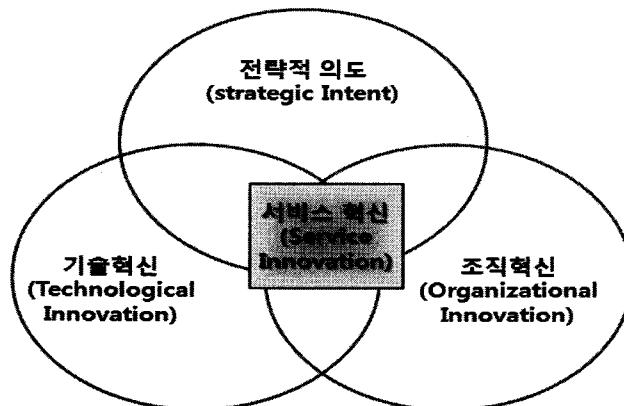 전략적 의도
(strategic Intent)
서비스 혁신
(Service
Innovation)
기술혁신
(Technological
Innovation)
조직혁신
(Organizational
Innovation)